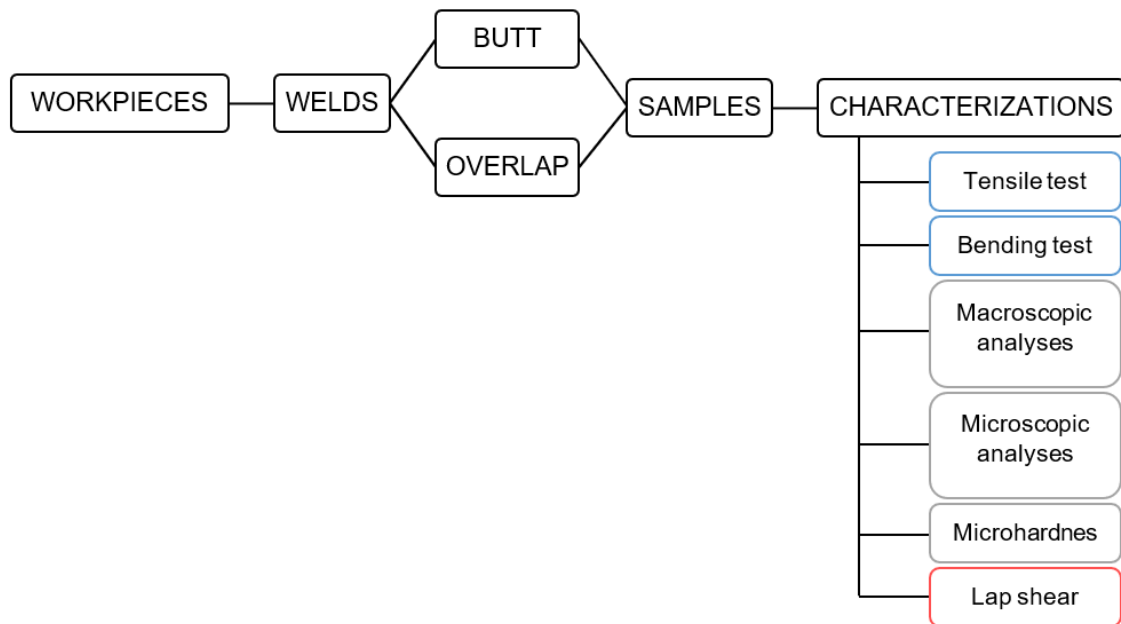 BUTT
WORKPIECES
WELDS
SAMPLES
CHARACTERIZATIONS
OVERLAP
Tensile test
Bending test
Macroscopic
analyses
Microscopic
analyses
Microhardnes
Lap shear